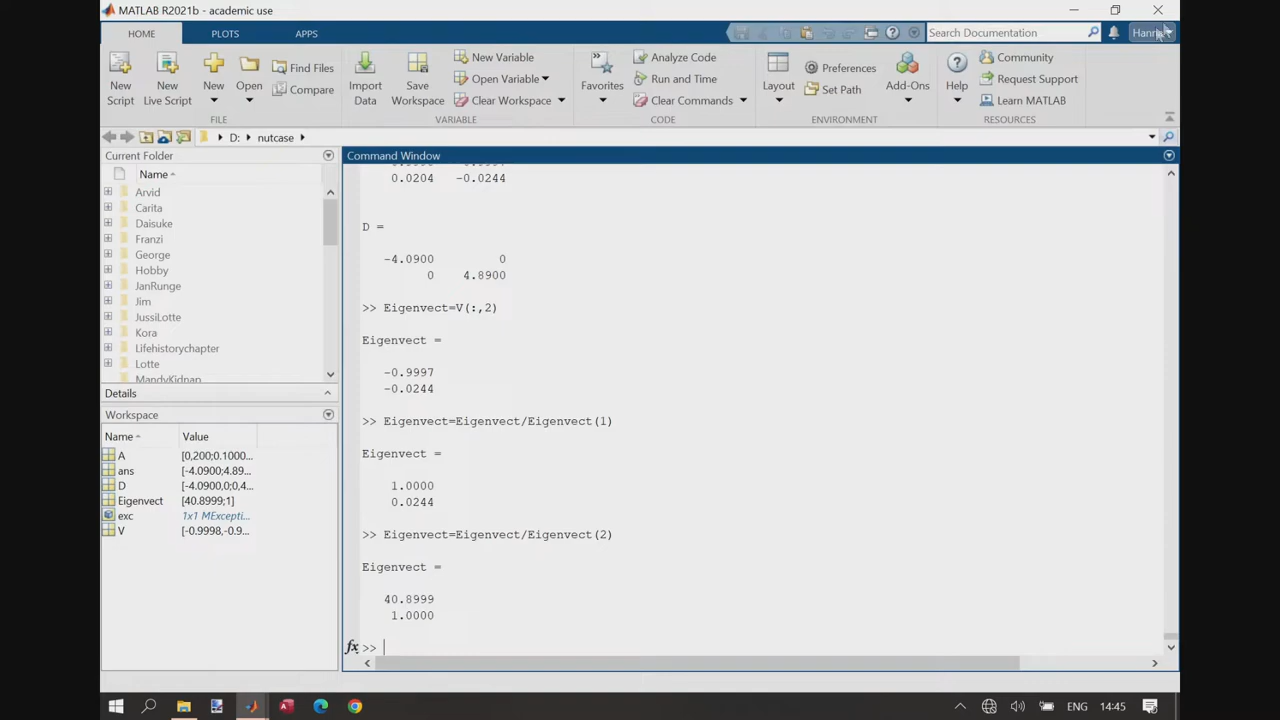 MATLAB R2021b - academic use
HOME PLOTS APPS
Search Documentation
New Script
New Live Script
New
Open
Find Files
Compare
FILE
Import Data
Save Workspace
New Variable
Open Variable
Clear Workspace
VARIABLE
Favorites
Analyze Code
Run and Time
Clear Commands
CODE
Layout
Preferences
Set Path
Add-Ons
ENVIRONMENT
Help
Community
Request Support
Learn MATLAB
RESOURCES
D: nutcase
Current Folder
Name
Arvid
Carita
Daisuke
Franzi
George
Hobby
JanRunge
Jim
JussiLotte
Kora
Lifehistorychapter
Lotte
MandyKidnap
Details
Workspace
Name Value
A [0,200;0.1000...
ans [-4.0900;4.89...
D [-4.0900,0;0,4...
Eigenvect [40.8999;1]
exc 1x1 MExcepti...
V [-0.9998,-0.9...
Command Window
0.0204 -0.0244
D =
-4.0900 0
0 4.8900
>> Eigenvect=V(:,2)
Eigenvect =
-0.9997
-0.0244
>> Eigenvect=Eigenvect/Eigenvect(1)
Eigenvect =
1.0000
0.0244
>> Eigenvect=Eigenvect/Eigenvect(2)
Eigenvect =
40.8999
1.0000
fx >>
ENG 14:45